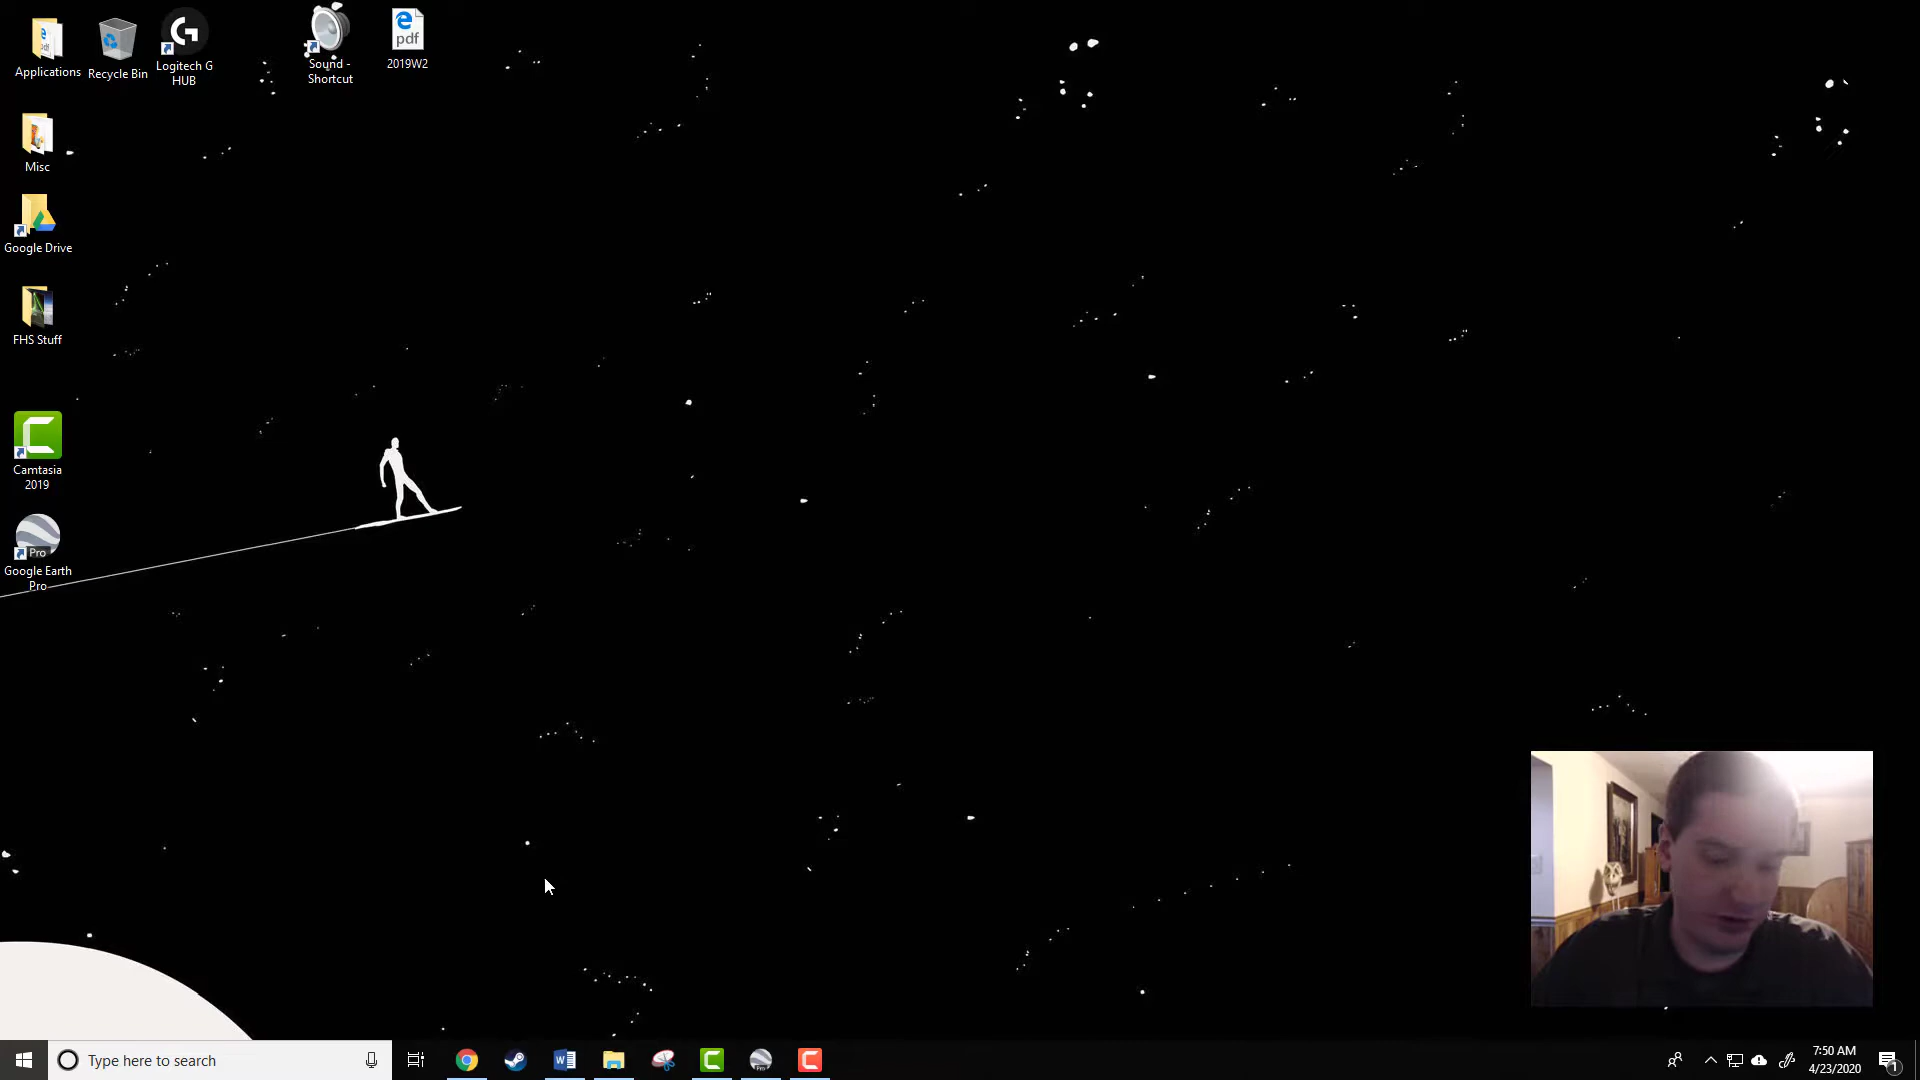 Applications
Recycle Bin
Logitech G
HUB
Sound -
Shortcut
pdf
2019W2
Misc
Google Drive
FHS Stuff
Camtasia
2019
Pro
Google Earth
Pro
Type here to search
7:50 AM
4/23/2020
1